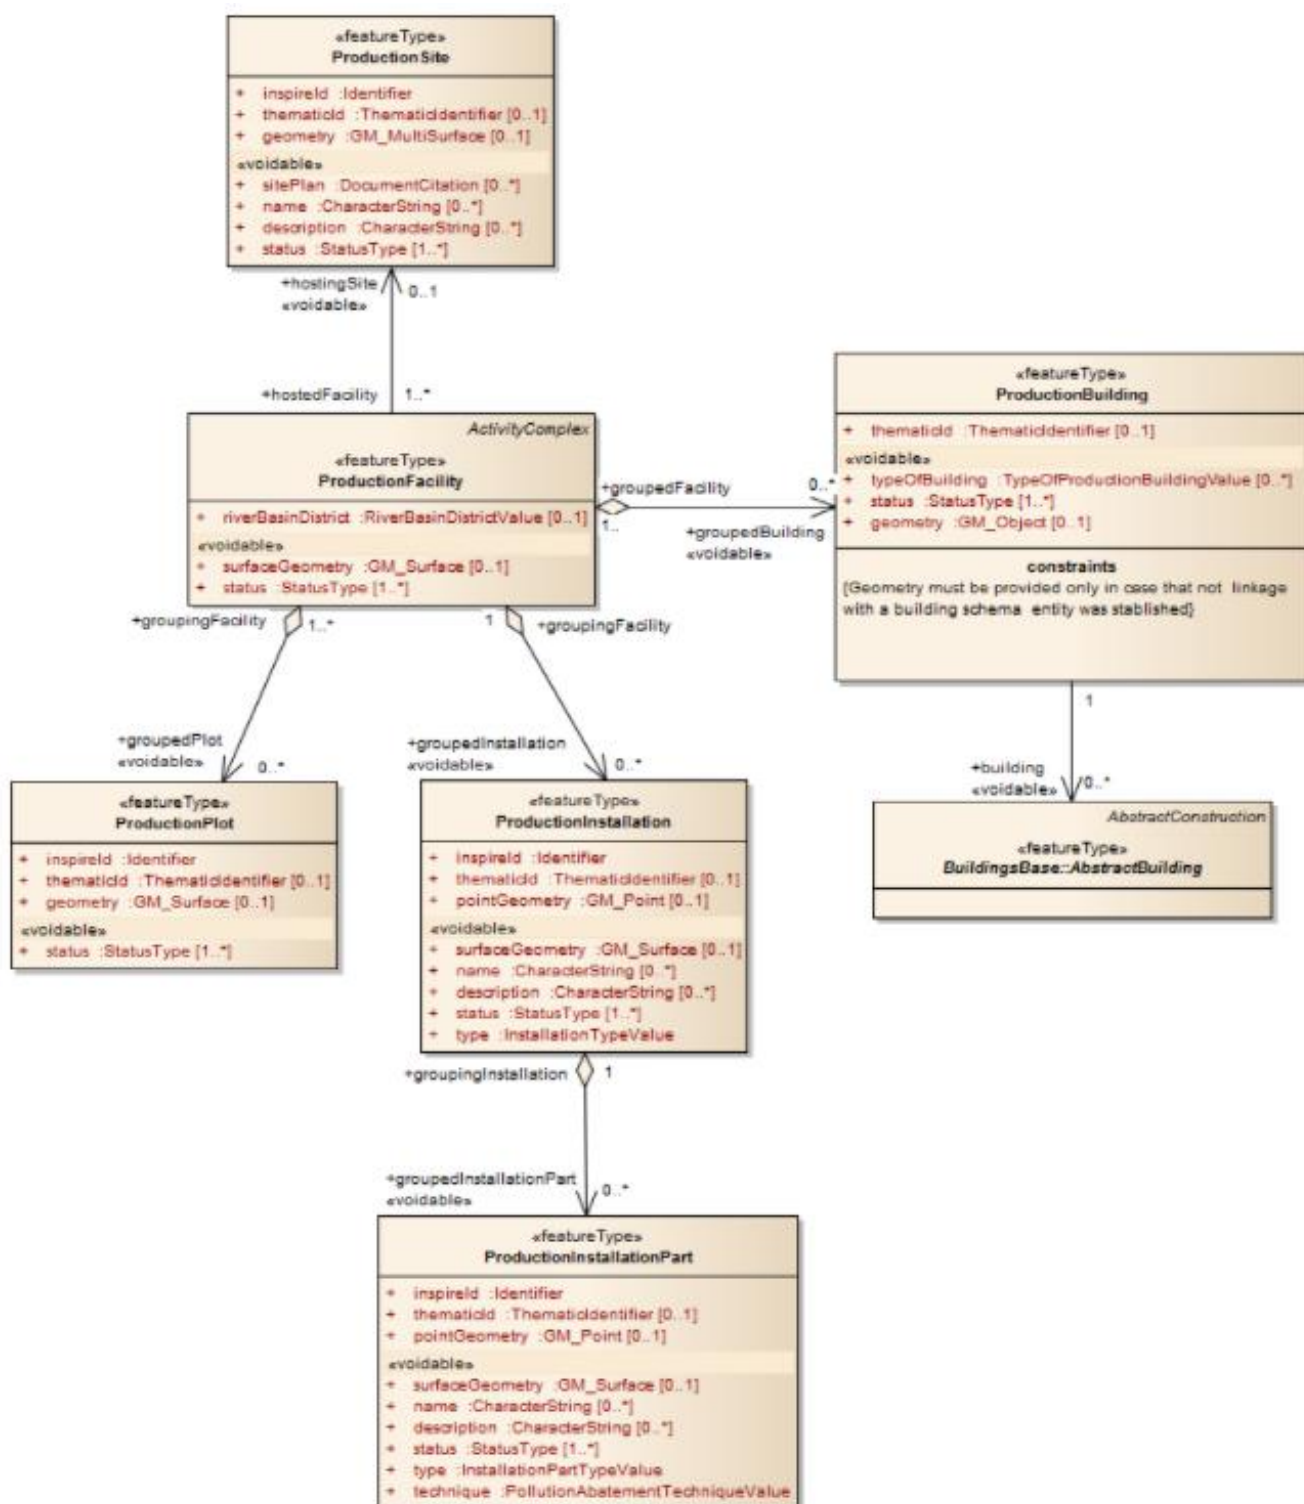 «featureType»
ProductionSite
+ inspireId :Identifier
+ thematicId :ThematicIdentifier [0..1]
+ geometry :GM_MultiSurface [0..1]
«voidable»
+ sitePlan :DocumentCitation [0..*]
+ name :CharacterString [0..*]
+ description :CharacterString [0..*]
+ status :StatusType [1..*]
+hostingSite
0..1
«voidable»
+hostedFacility
1..*
ActivityComplex
«featureType»
ProductionFacility
+ riverBasinDistrict :RiverBasinDistrictValue [0..1]
«voidable»
+ surfaceGeometry :GM_Surface [0..1]
+ status :StatusType [1..*]
+groupedFacility
1..
0..*
+groupedBuilding
«voidable»
«featureType»
ProductionBuilding
+ thematicId :ThematicIdentifier [0..1]
«voidable»
+ typeOfBuilding :TypeOfProductionBuildingValue [0..*]
+ status :StatusType [1..*]
+ geometry :GM_Object [0..1]
constraints
{Geometry must be provided only in case that not linkage
with a building schema entity was stablished}
1
+building
«voidable»
0..*
AbstractConstruction
«featureType»
BuildingsBase::AbstractBuilding
+groupingFacility
1..*
1
+groupingFacility
+groupedPlot
«voidable»
0..*
+groupedInstallation
«voidable»
0..*
«featureType»
ProductionPlot
+ inspireId :Identifier
+ thematicId :ThematicIdentifier [0..1]
+ geometry :GM_Surface [0..1]
«voidable»
+ status :StatusType [1..*]
«featureType»
ProductionInstallation
+ inspireId :Identifier
+ thematicId :ThematicIdentifier [0..1]
+ pointGeometry :GM_Point [0..1]
«voidable»
+ surfaceGeometry :GM_Surface [0..1]
+ name :CharacterString [0..*]
+ description :CharacterString [0..*]
+ status :StatusType [1..*]
+ type :InstallationTypeValue
+groupingInstallation
1
+groupedInstallationPart
«voidable»
0..*
«featureType»
ProductionInstallationPart
+ inspireId :Identifier
+ thematicId :ThematicIdentifier [0..1]
+ pointGeometry :GM_Point [0..1]
«voidable»
+ surfaceGeometry :GM_Surface [0..1]
+ name :CharacterString [0..*]
+ description :CharacterString [0..*]
+ status :StatusType [1..*]
+ type :InstallationPartTypeValue
+ technique :PollutionAbatementTechniqueValue